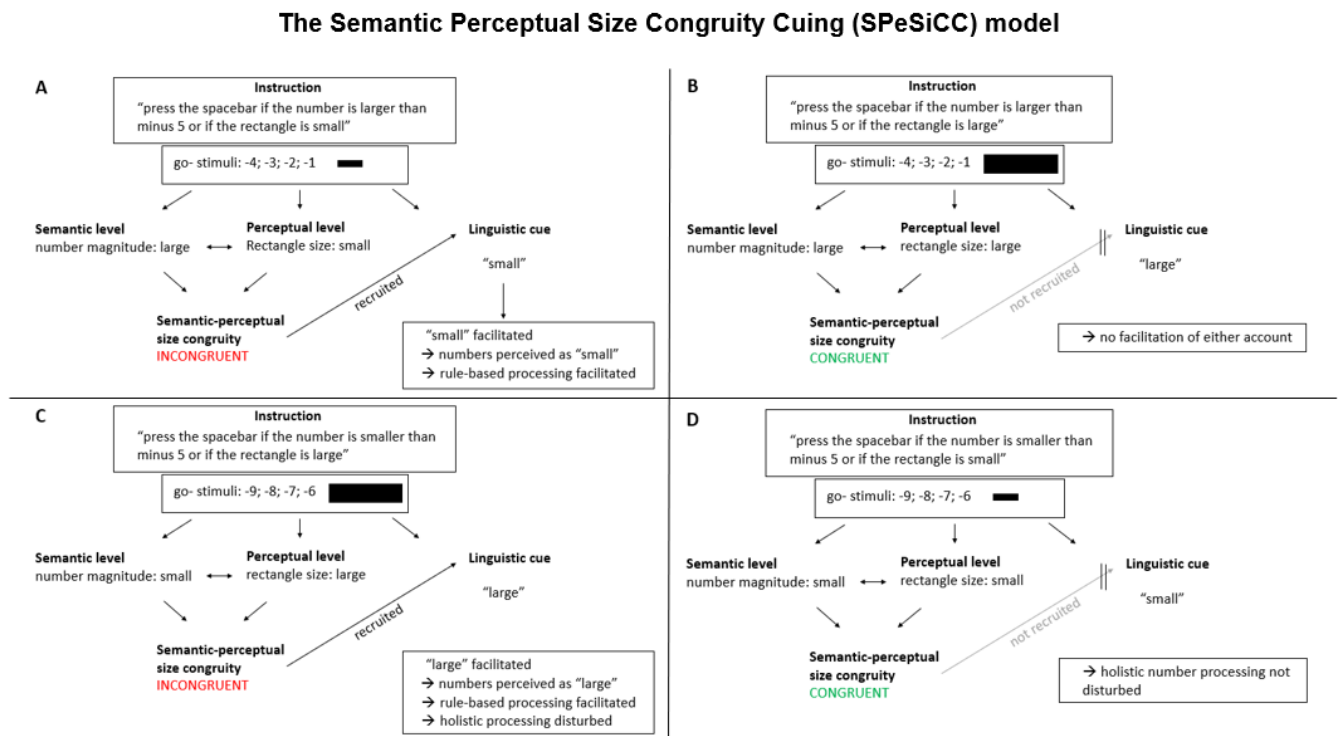 The Semantic Perceptual Size Congruity Cuing (SPeSiCC) model
A
Instruction
"press the spacebar if the number is larger than
minus 5 or if the rectangle is small"
go- stimuli: -4; -3; -2; -1
Semantic level
number magnitude: large
Perceptual level
Rectangle size: small
Linguistic cue
"small"
recruited
Semantic-perceptual
size congruity
INCONGRUENT
"small" facilitated
→ numbers perceived as "small"
→ rule-based processing facilitated
B
Instruction
"press the spacebar if the number is larger than
minus 5 or if the rectangle is large"
go- stimuli: -4; -3; -2; -1
Semantic level
number magnitude: large
Perceptual level
rectangle size: large
Linguistic cue
"large"
not recruited
Semantic-perceptual
size congruity
CONGRUENT
→ no facilitation of either account
C
Instruction
"press the spacebar if the number is smaller than
minus 5 or if the rectangle is large"
go- stimuli: -9; -8; -7; -6
Semantic level
number magnitude: small
Perceptual level
rectangle size: large
Linguistic cue
"large"
recruited
Semantic-perceptual
size congruity
INCONGRUENT
"large" facilitated
→ numbers perceived as "large"
→ rule-based processing facilitated
→ holistic processing disturbed
D
Instruction
"press the spacebar if the number is smaller than
minus 5 or if the rectangle is small"
go- stimuli: -9; -8; -7; -6
Semantic level
number magnitude: small
Perceptual level
rectangle size: small
Linguistic cue
"small"
not recruited
Semantic-perceptual
size congruity
CONGRUENT
→ holistic number processing not
disturbed